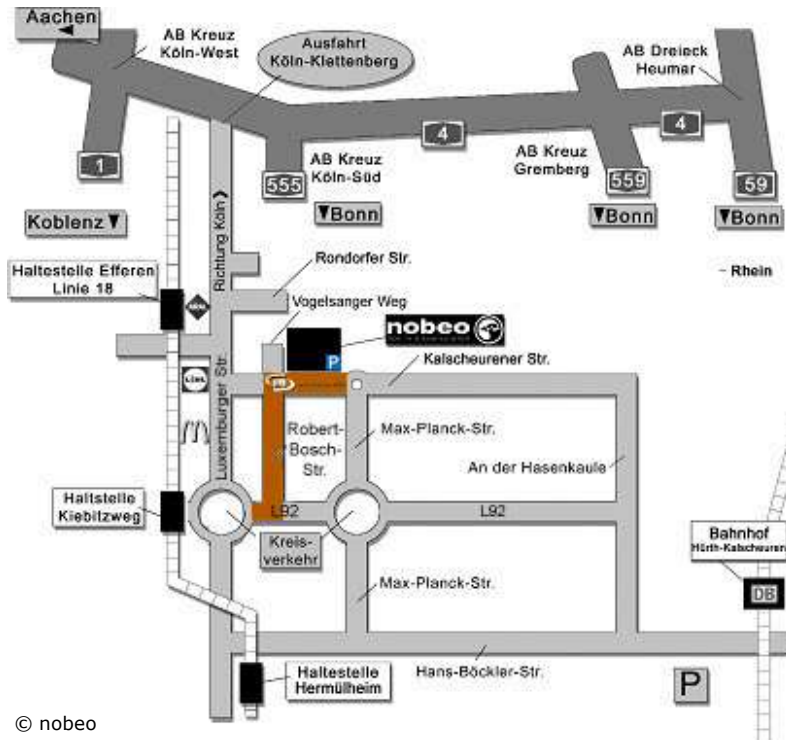 Aachen
AB Kreuz
Köln-West
Ausfahrt
Köln-Klettenberg
AB Dreieck
Heumar
4
4
1
AB Kreuz
Köln-Süd
555
AB Kreuz
Gremberg
559
59
Koblenz
Bonn
Bonn
Bonn
Richtung Köln
Haltestelle Efferen
Linie 18
Rondorfer Str.
- Rhein
Vogelsanger Weg
nobeo
P
Kalscheurener Str.
Luxemburger Str.
Robert-
Bosch-
Str.
Max-Planck-Str.
An der Hasenkaule
Haltstelle
Kiebitzweg
L92
L92
Kreis-
verkehr
Bahnhof
Hürth-Kalscheuren
DB
Max-Planck-Str.
Haltestelle
Hermülheim
Hans-Böckler-Str.
P
© nobeo